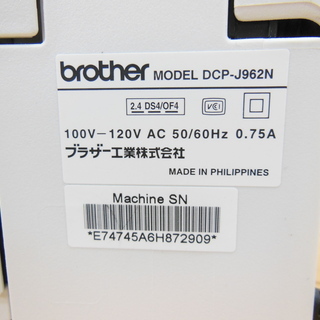 brother MODEL DCP-J962N
2.4 DS4/OF4 VCI
100V-120V AC 50/60Hz 0.75A
ブラザー工業株式会社
MADE IN PHILIPPINES
Machine SN
*E74745A6H872909*